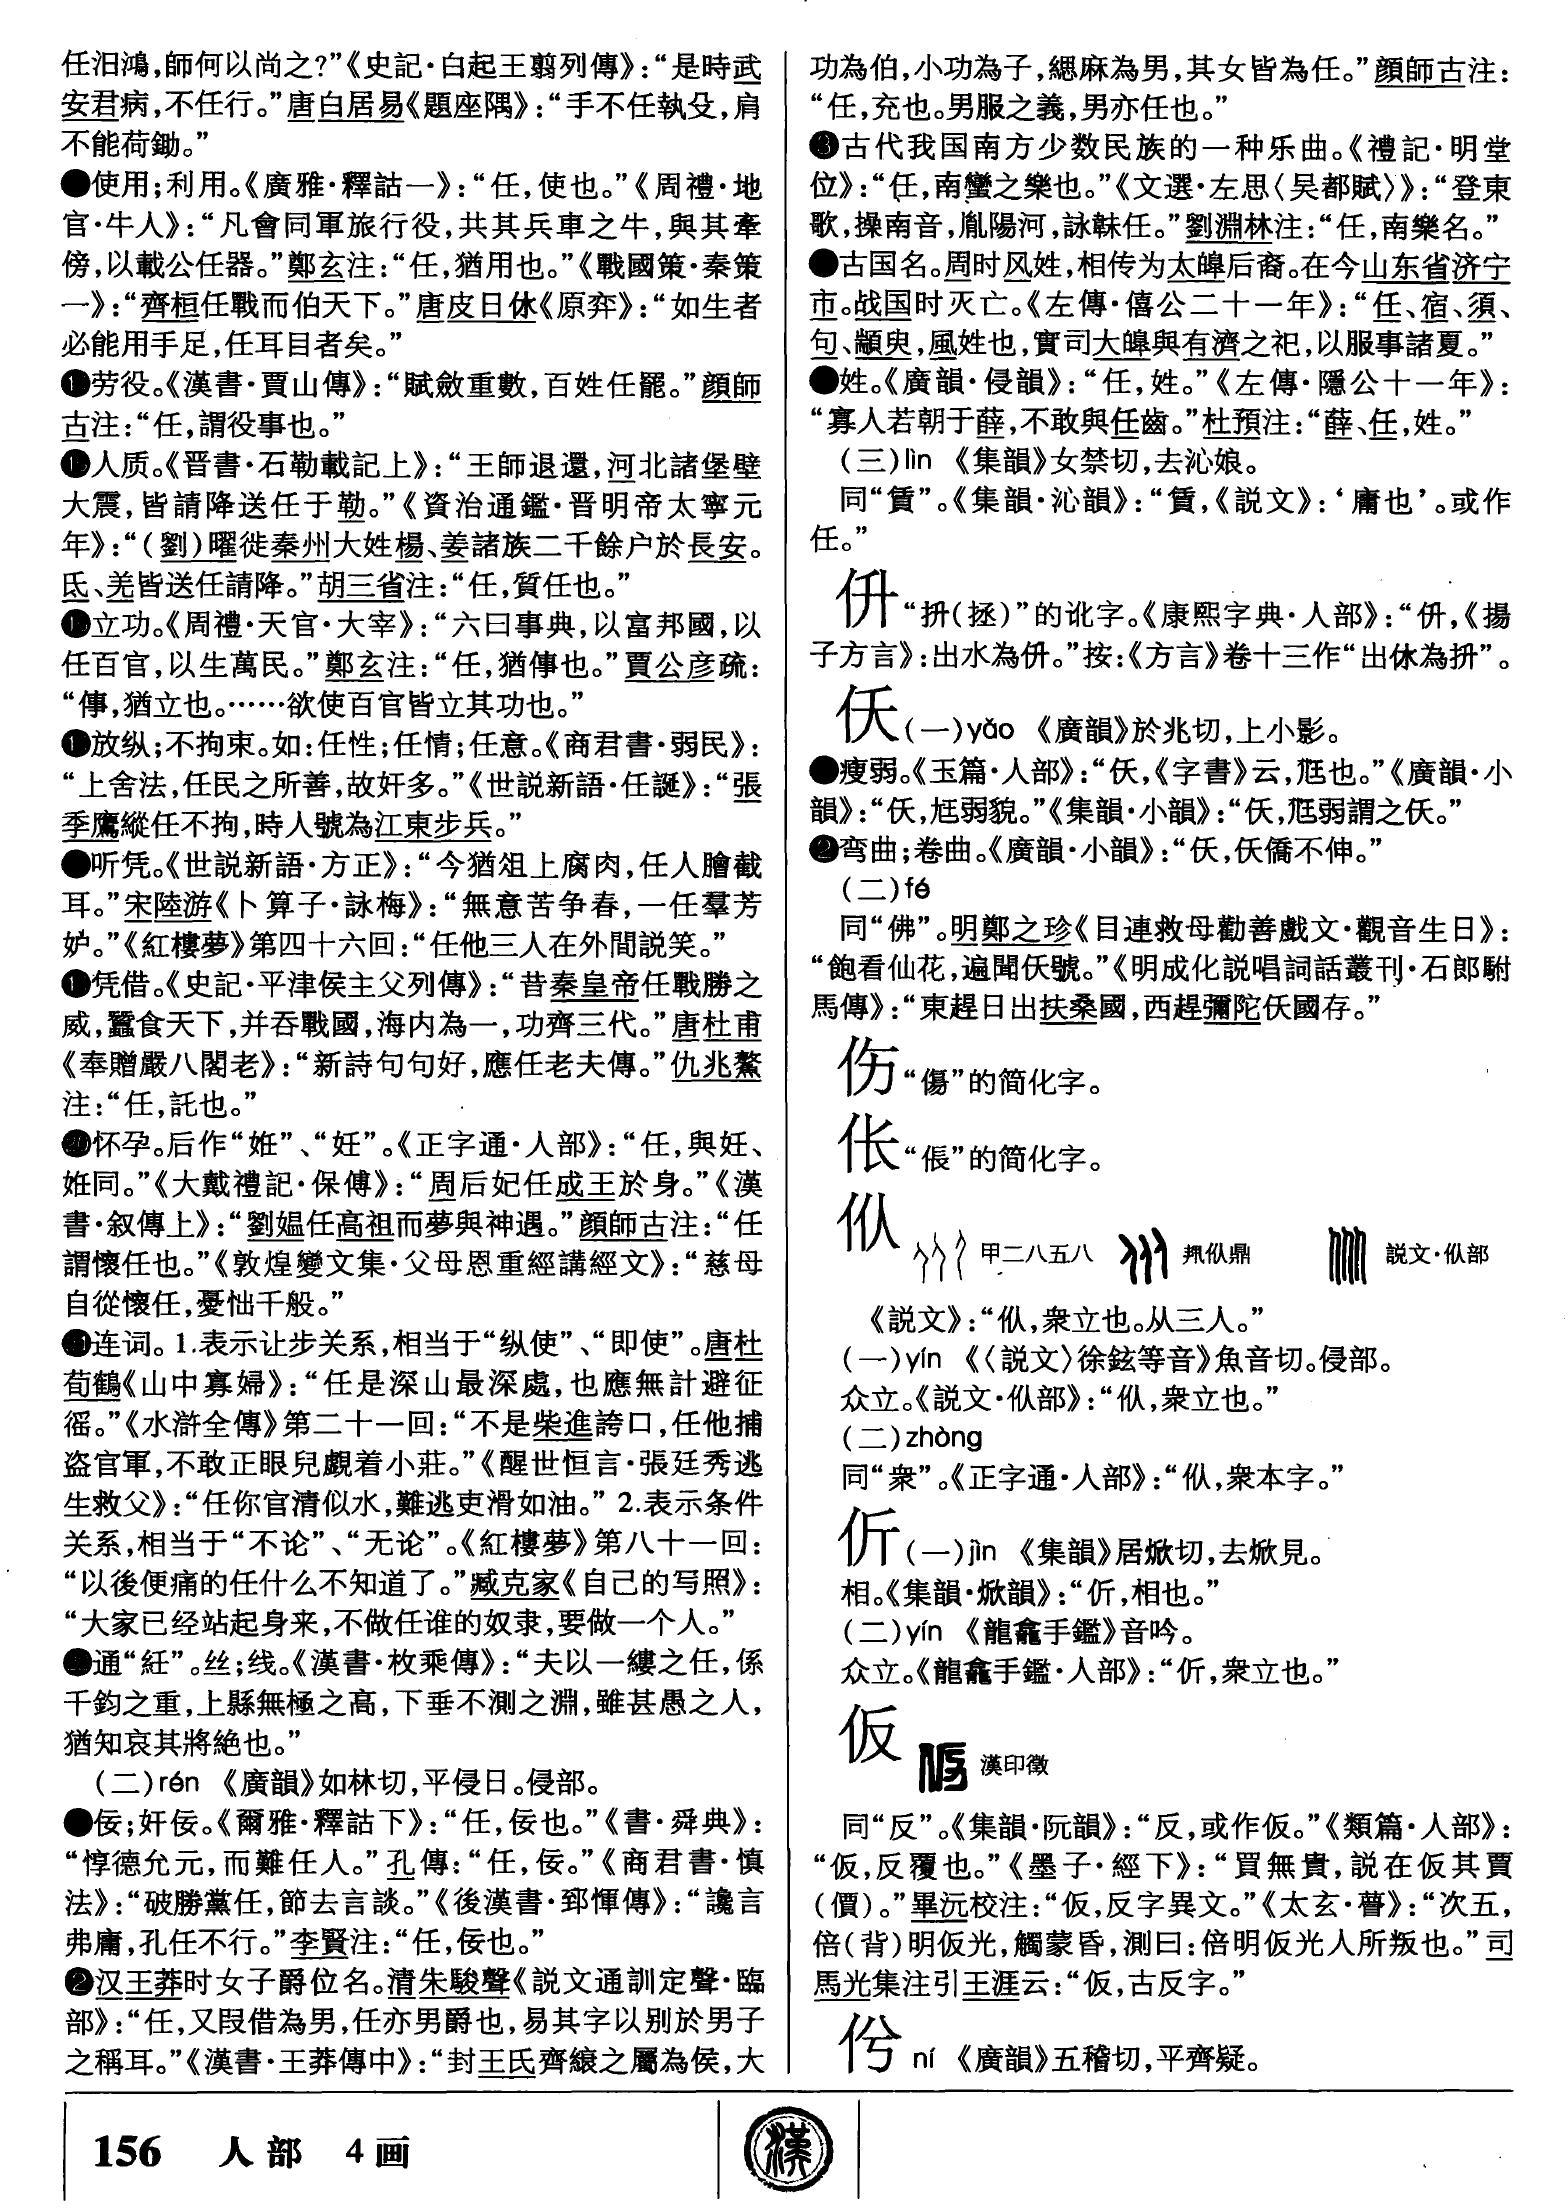 任汨鴻，師何以尚之？”《史記·白起王翦列傳》：“是時武
安君病，不任行。”唐白居易《題座隅》：“手不任執殳，肩
不能荷鋤。”
●使用；利用。《廣雅·釋詁一》：“任，使也。”《周禮·地
官·牛人》：“凡會同軍旅行役，共其兵車之牛，與其牽
傍，以載公任器。”鄭玄注：“任，猶用也。”《戰國策·秦策
一》：“齊桓任戰而伯天下。”唐皮日休《原弈》：“如生者
必能用手足，任耳目者矣。”
劳役。《漢書·賈山傳》：“賦斂重數，百姓任罷。”顔師
古注：“任，謂役事也。”
人质。《晋書·石勒載記上》：“王師退還，河北諸堡壁
大震，皆請降送任于勒。”《資治通鑑·晋明帝太寧元
年》：“（劉）曜徙秦州大姓楊、姜諸族二千餘户於長安。
氐、羌皆送任請降。”胡三省注：“任，質任也。”
立功。《周禮·天官·大宰》：“六曰事典，以富邦國，以
任百官，以生萬民。”鄭玄注：“任，猶倳也。”賈公彦疏：
“倳，猶立也。……欲使百官皆立其功也。”
放纵；不拘束。如：任性；任情；任意。《商君書·弱民》：
“上舍法，任民之所善，故奸多。”《世説新語·任誕》：“張
季鷹縱任不拘，時人號為江東步兵。”
●听凭。《世説新語·方正》：“今猶俎上腐肉，任人膾截
耳。”宋陸游《卜算子·詠梅》：“無意苦争春，一任羣芳
妒。”《紅樓夢》第四十六回：“任他三人在外間説笑。”
凭借。《史記·平津侯主父列傳》：“昔秦皇帝任戰勝之
威，蠶食天下，并吞戰國，海内為一，功齊三代。”唐杜甫
《奉贈嚴八閣老》：“新詩句句好，應任老夫傳。”仇兆鰲
注：“任，託也。”
⑳怀孕。后作“姙”、“妊”。《正字通·人部》：“任，與妊、
姙同。”《大戴禮記·保傅》：“周后妃任成王於身。”《漢
書·叙傳上》：“劉媪任高祖而夢與神遇。”顔師古注：“任
謂懷任也。”《敦煌變文集·父母恩重經講經文》：“慈母
自從懷任，憂怵千般。”
连词。1.表示让步关系，相当于“纵使”、“即使”。唐杜
荀鶴《山中寡婦》：“任是深山最深處，也應無計避征
徭。”《水滸全傳》第二十一回：“不是柴進誇口，任他捕
盗官軍，不敢正眼兒覷着小莊。”《醒世恒言·張廷秀逃
生救父》：“任你官清似水，難逃吏滑如油。”2.表示条件
关系，相当于“不论”、“无论”。《紅樓夢》第八十一回：
“以後便痛的任什么不知道了。”臧克家《自己的写照》：
“大家已经站起身来，不做任谁的奴隶，要做一个人。”
通“紝”。丝；线。《漢書·枚乘傳》：“夫以一縷之任，係
千鈞之重，上縣無極之高，下垂不測之淵，雖甚愚之人，
猶知哀其將絶也。”
（二）rén 《廣韻》如林切，平侵日。侵部。
●佞；奸佞。《爾雅·釋詁下》：“任，佞也。”《書·舜典》：
“惇德允元，而難任人。”孔傳：“任，佞。”《商君書·慎
法》：“破勝黨任，節去言談。”《後漢書·郅惲傳》：“讒言
弗庸，孔任不行。”李賢注：“任，佞也。”
❷汉王莽时女子爵位名。清朱駿聲《説文通訓定聲·臨
部》：“任，又叚借為男，任亦男爵也，易其字以别於男子
之稱耳。”《漢書·王莽傳中》：“封王氏齊縗之屬為侯，大
功為伯，小功為子，緦麻為男，其女皆為任。”顔師古注：
“任，充也。男服之義，男亦任也。”
❸古代我国南方少数民族的一种乐曲。《禮記·明堂
位》：“任，南蠻之樂也。”《文選·左思〈吴都賦〉》：“登東
歌，操南音，胤陽河，詠韎任。”劉淵林注：“任，南樂名。”
●古国名。周时风姓，相传为太皞后裔。在今山东省济宁
市。战国时灭亡。《左傳·僖公二十一年》：“任、宿、須、
句、顓臾，風姓也，實司大皞與有濟之祀，以服事諸夏。”
●姓。《廣韻·侵韻》：“任，姓。”《左傳·隱公十一年》：
“寡人若朝于薛，不敢與任齒。”杜預注：“薛、任，姓。”
（三）lìn 《集韻》女禁切，去沁娘。
同“賃”。《集韻·沁韻》：“賃，《説文》：‘庸也’。或作
任。”
㐼“抍（拯）”的讹字。《康熙字典·人部》：“㐼，《揚
子方言》：出水為㐼。”按：《方言》卷十三作“出休為抍”。
仸（一）yǎo 《廣韻》於兆切，上小影。
●瘦弱。《玉篇·人部》：“仸，《字書》云，尪也。”《廣韻·小
韻》：“仸，尪弱貌。”《集韻·小韻》：“仸，尪弱謂之仸。”
❷弯曲；卷曲。《廣韻·小韻》：“仸，仸僑不伸。”
（二）fé
同“佛”。明鄭之珍《目連救母勸善戲文·觀音生日》：
“飽看仙花，遍聞仸號。”《明成化説唱詞話叢刊·石郎駙
馬傳》：“東趕日出扶桑國，西趕彌陀仸國存。”
伤“傷”的简化字。
伥“倀”的简化字。
㐺 甲二八五八 㐺鼎 説文·㐺部
《説文》：“㐺，衆立也。从三人。”
（一）yín 《〈説文〉徐鉉等音》魚音切。侵部。
众立。《説文·㐺部》：“㐺，衆立也。”
（二）zhòng
同“衆”。《正字通·人部》：“㐺，衆本字。”
伒（一）jìn 《集韻》居焮切，去焮見。
相。《集韻·焮韻》：“伒，相也。”
（二）yín 《龍龕手鑑》音吟。
众立。《龍龕手鑑·人部》：“伒，衆立也。”
仮 漢印徵
同“反”。《集韻·阮韻》：“反，或作仮。”《類篇·人部》：
“仮，反覆也。”《墨子·經下》：“買無貴，説在仮其賈
（價）。”畢沅校注：“仮，反字異文。”《太玄·瞢》：“次五，
倍（背）明仮光，觸蒙昏，測曰：倍明仮光人所叛也。”司
馬光集注引王涯云：“仮，古反字。”
伱 ní 《廣韻》五稽切，平齊疑。
156 人部 4画
漢